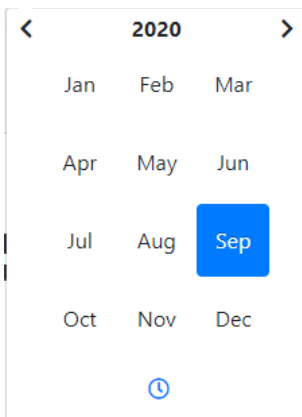 2020
Jan Feb Mar
Apr May Jun
Jul Aug Sep
Oct Nov Dec